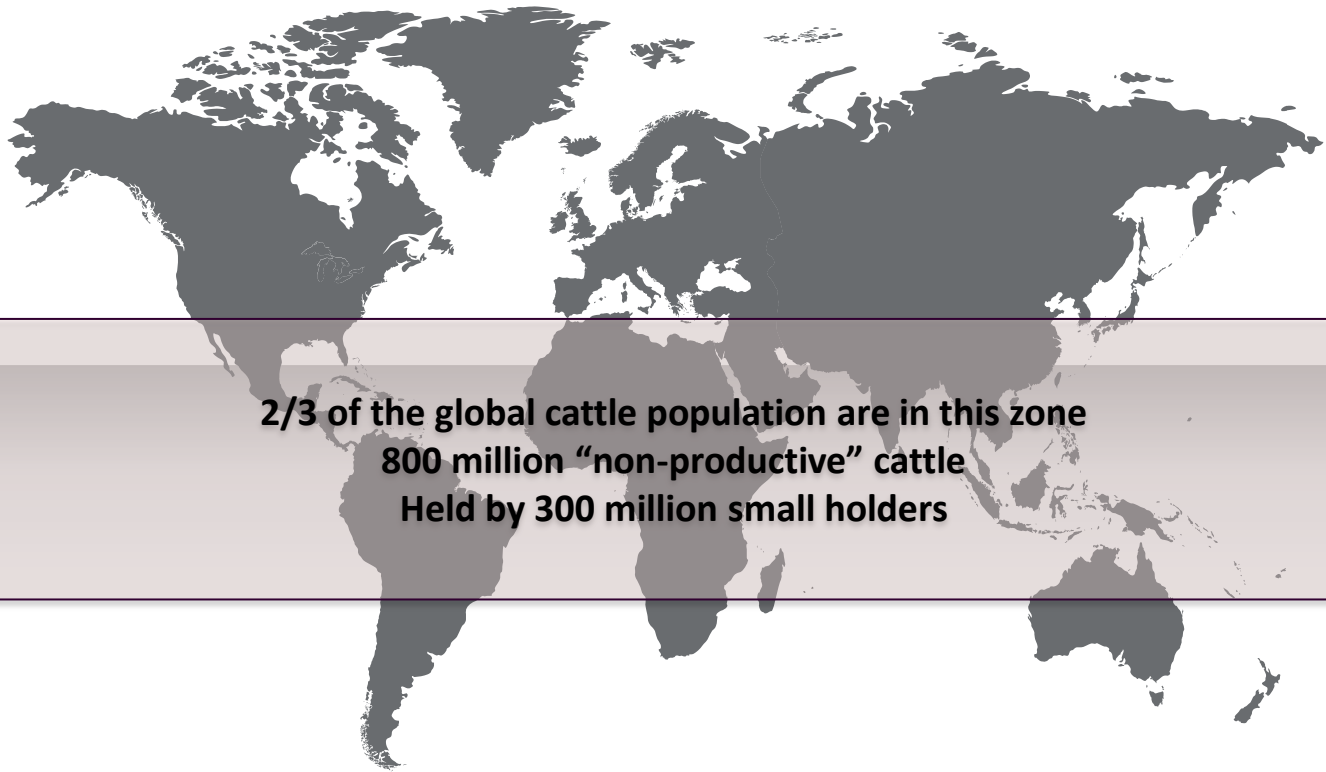 2/3 of the global cattle population are in this zone
800 million “non-productive” cattle
Held by 300 million small holders